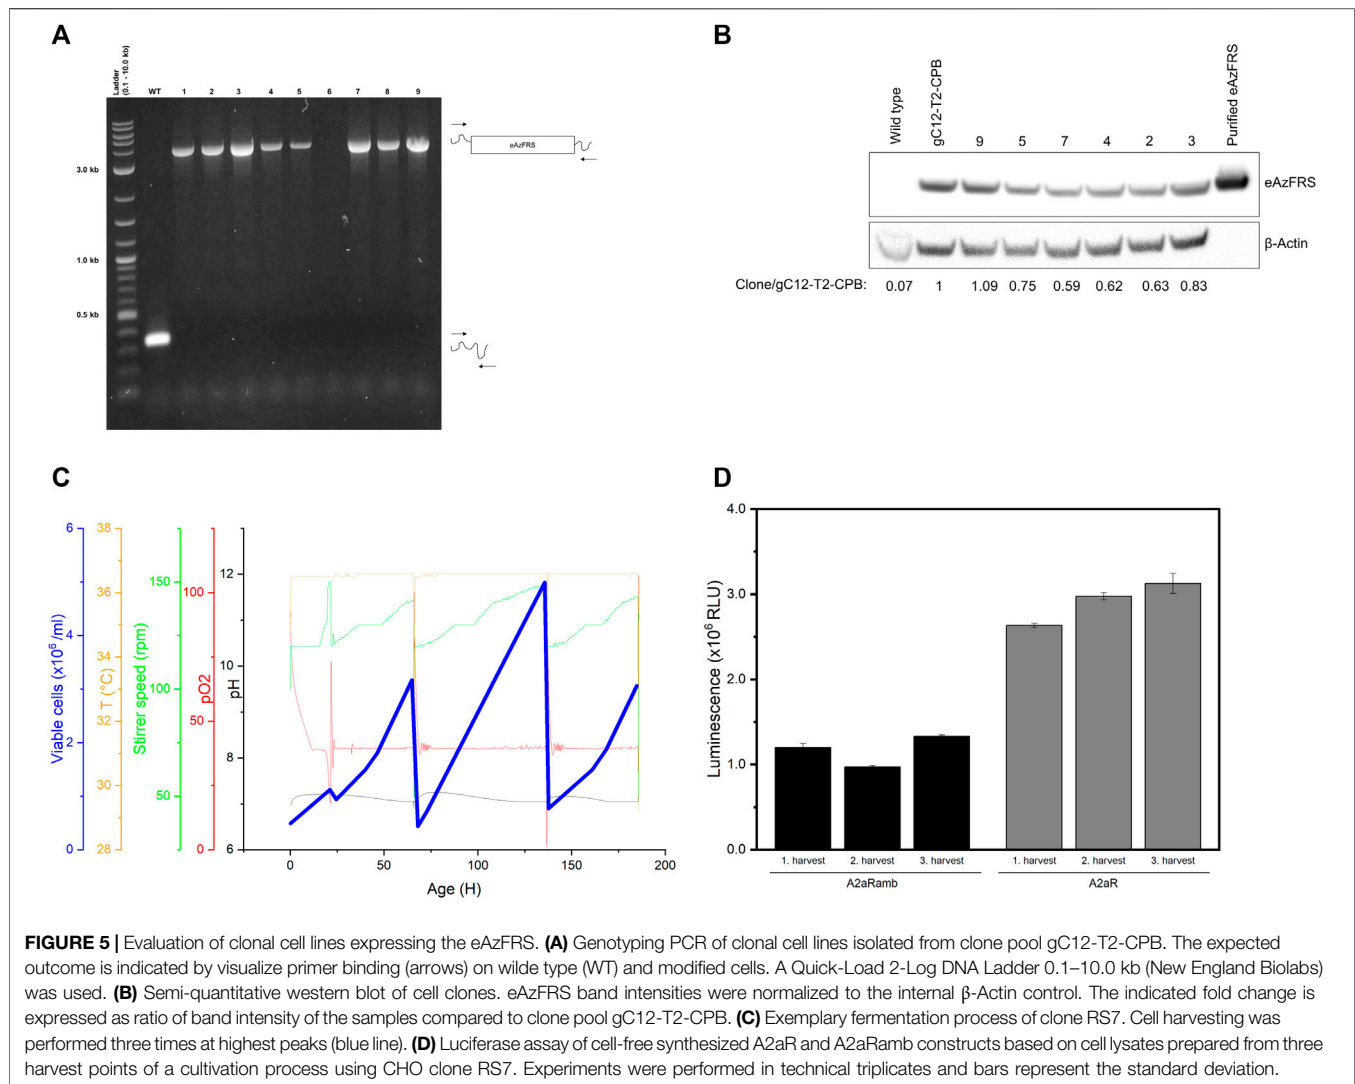 A
Ladder
(0.1 - 10.0 kb)
WT 1 2 3 4 5 6 7 8 9
3.0 kb
1.0 kb
0.5 kb
eAzFRS
B
Wild type
gC12-T2-CPB
9 5 7 4 2 3
Purified eAzFRS
eAzFRS
β-Actin
Clone/gC12-T2-CPB: 0.07 1 1.09 0.75 0.59 0.62 0.63 0.83
C
Viable cells (x10⁶ /ml)
0 2 4 6
T (°C)
28 30 31 32 34 35 36 38
Stirrer speed (rpm)
50 100 150
pO2
0 50 100
pH
6 8 10 12
0 50 100 150 200
Age (H)
D
Luminescence (x10⁶ RLU)
4.0
3.0
2.0
1.0
0.0
1. harvest 2. harvest 3. harvest 1. harvest 2. harvest 3. harvest
A2aRamb A2aR
FIGURE 5 | Evaluation of clonal cell lines expressing the eAzFRS. (A) Genotyping PCR of clonal cell lines isolated from clone pool gC12-T2-CPB. The expected
outcome is indicated by visualize primer binding (arrows) on wilde type (WT) and modified cells. A Quick-Load 2-Log DNA Ladder 0.1–10.0 kb (New England Biolabs)
was used. (B) Semi-quantitative western blot of cell clones. eAzFRS band intensities were normalized to the internal β-Actin control. The indicated fold change is
expressed as ratio of band intensity of the samples compared to clone pool gC12-T2-CPB. (C) Exemplary fermentation process of clone RS7. Cell harvesting was
performed three times at highest peaks (blue line). (D) Luciferase assay of cell-free synthesized A2aR and A2aRamb constructs based on cell lysates prepared from three
harvest points of a cultivation process using CHO clone RS7. Experiments were performed in technical triplicates and bars represent the standard deviation.